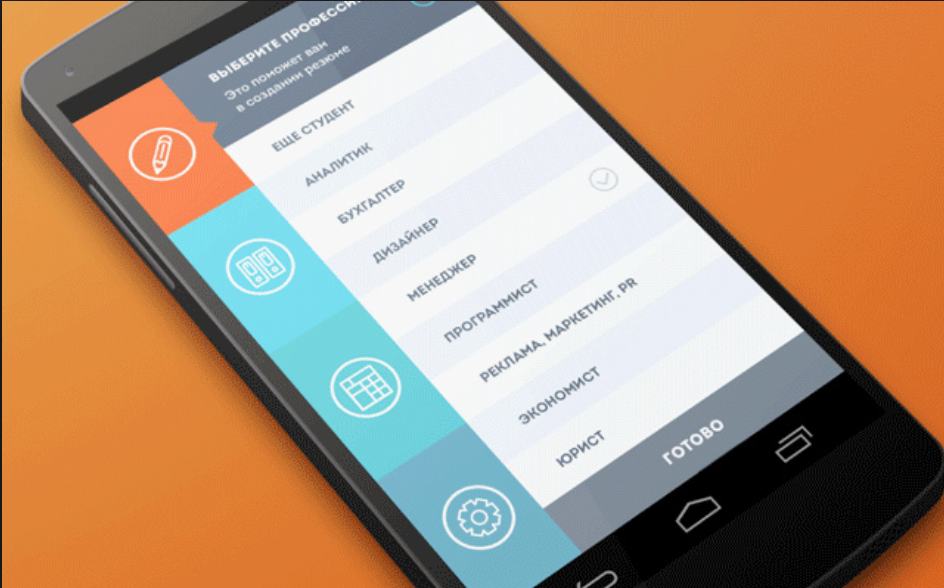 ВЫБЕРИТЕ
Это поможет вам
в создании резюме
ЕЩЕ СТУДЕНТ
АНАЛИТИК
БУХГАЛТЕР
ДИЗАЙНЕР
МЕНЕДЖЕР
ПРОГРАММИСТ
РЕКЛАМА, МАРКЕТИНГ, PR
ЭКОНОМИСТ
ЮРИСТ
ГОТОВО